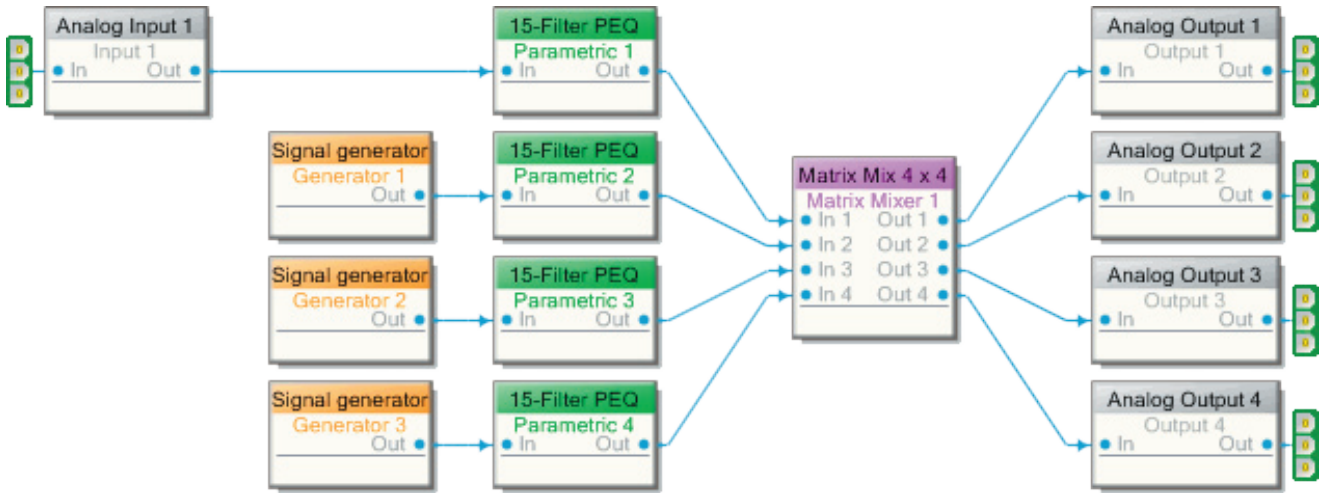 Analog Input 1
Input 1
In Out
15-Filter PEQ
Parametric 1
In Out
Signal generator
Generator 1
Out
15-Filter PEQ
Parametric 2
In Out
Signal generator
Generator 2
Out
15-Filter PEQ
Parametric 3
In Out
Signal generator
Generator 3
Out
15-Filter PEQ
Parametric 4
In Out
Matrix Mix 4 x 4
Matrix Mixer 1
In 1 Out 1
In 2 Out 2
In 3 Out 3
In 4 Out 4
Analog Output 1
Output 1
In Out
Analog Output 2
Output 2
In Out
Analog Output 3
Output 3
In Out
Analog Output 4
Output 4
In Out